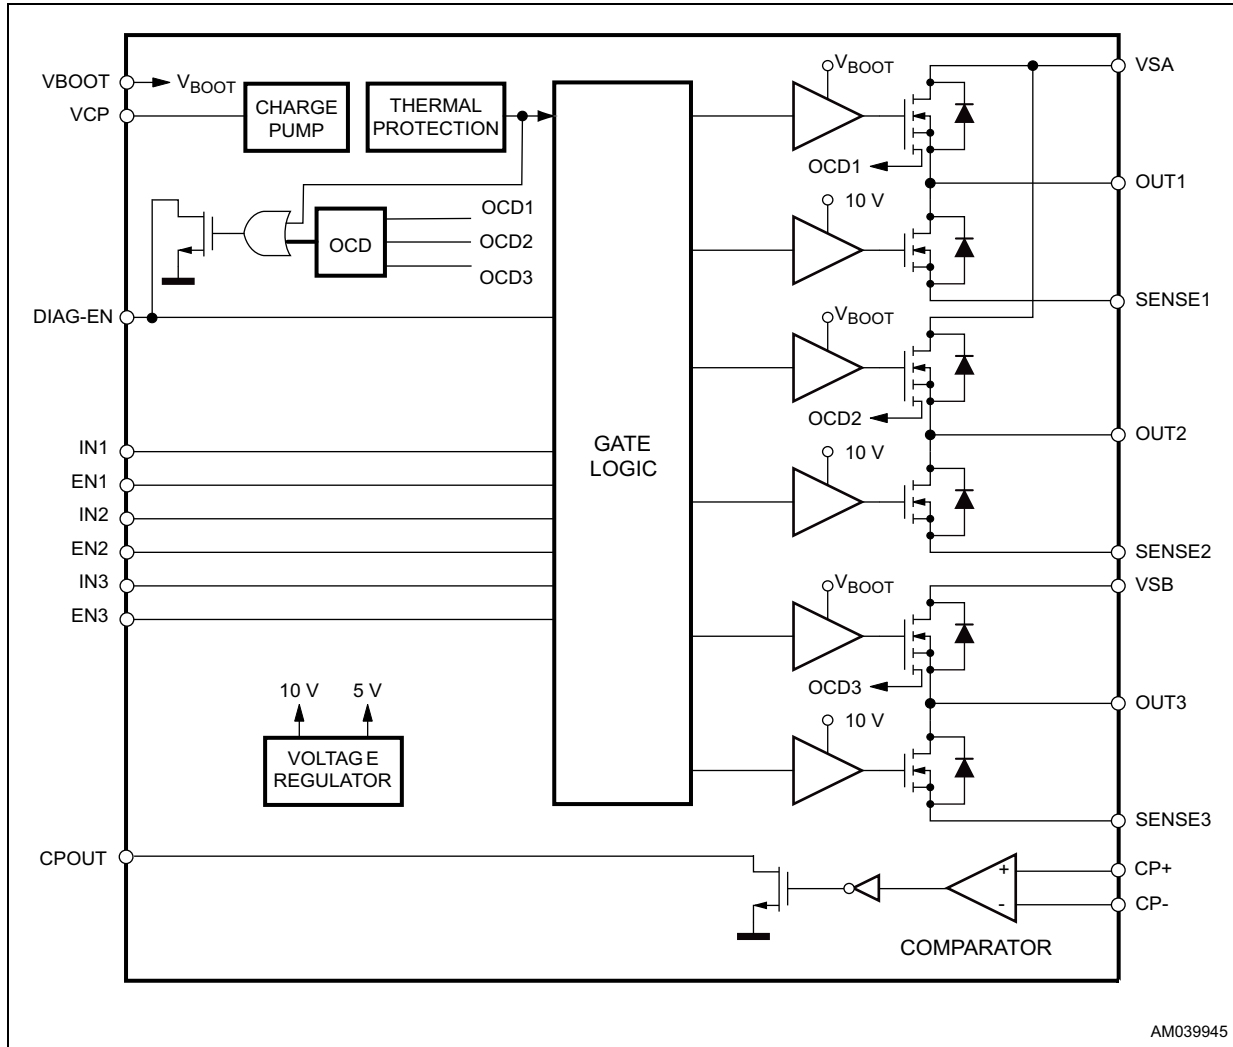 VBOOT
VBOOT
VCP
CHARGE
PUMP
THERMAL
PROTECTION
OCD
OCD1
OCD2
OCD3
DIAG-EN
IN1
EN1
IN2
EN2
IN3
EN3
10 V
5 V
VOLTAGE
REGULATOR
CPOUT
GATE
LOGIC
VBOOT
OCD1
10 V
VBOOT
OCD2
10 V
VBOOT
OCD3
10 V
VSA
OUT1
SENSE1
OUT2
SENSE2
VSB
OUT3
SENSE3
+
-
CP+
CP-
COMPARATOR
AM039945